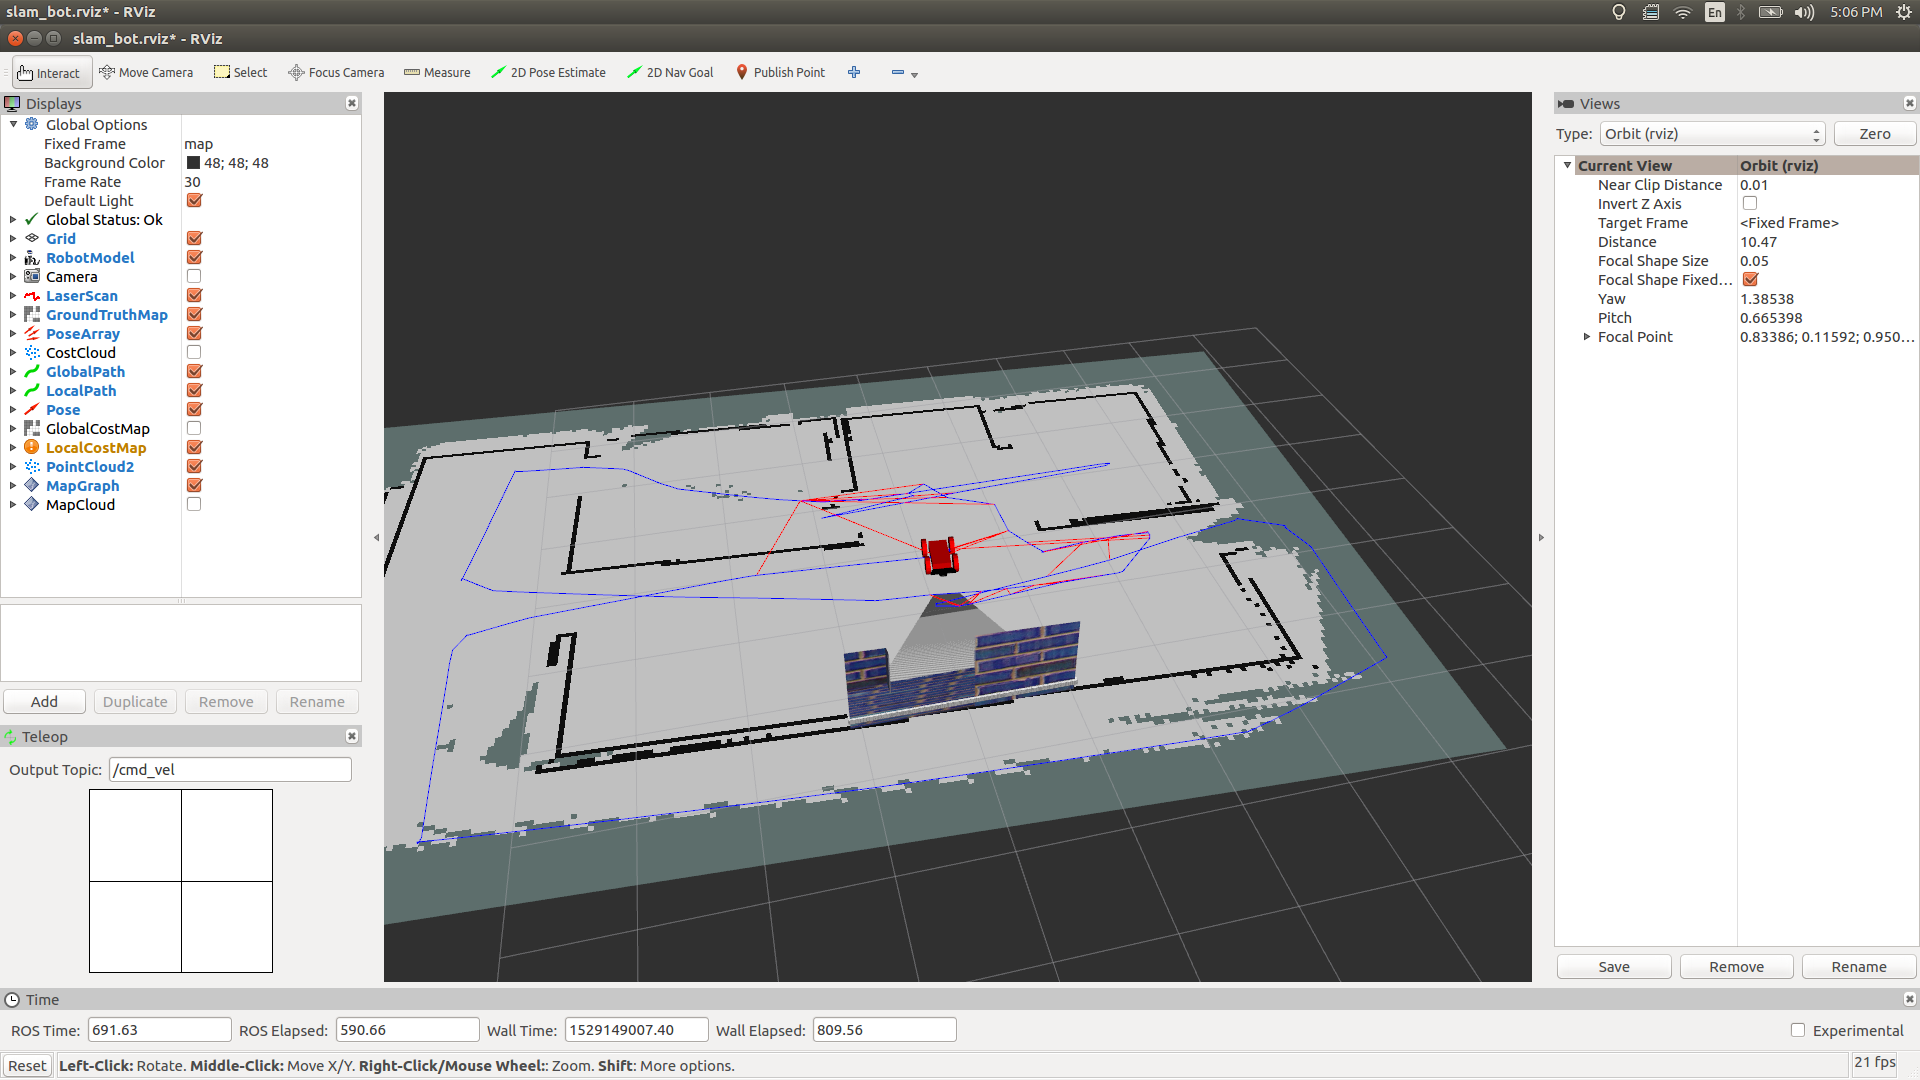 slam_bot.rviz* - RViz
En
5:06 PM
slam_bot.rviz* - RViz
Interact
Move Camera
Select
Focus Camera
Measure
2D Pose Estimate
2D Nav Goal
Publish Point
Displays
Global Options
Fixed Frame map
Background Color 48; 48; 48
Frame Rate 30
Default Light
Global Status: Ok
Grid
RobotModel
Camera
LaserScan
GroundTruthMap
PoseArray
CostCloud
GlobalPath
LocalPath
Pose
GlobalCostMap
LocalCostMap
PointCloud2
MapGraph
MapCloud
Add Duplicate Remove Rename
Teleop
Output Topic: /cmd_vel
Views
Type: Orbit (rviz) Zero
Current View Orbit (rviz)
Near Clip Distance 0.01
Invert Z Axis
Target Frame <Fixed Frame>
Distance 10.47
Focal Shape Size 0.05
Focal Shape Fixed...
Yaw 1.38538
Pitch 0.665398
Focal Point 0.83386; 0.11592; 0.950...
Save Remove Rename
Time
ROS Time: 691.63 ROS Elapsed: 590.66 Wall Time: 1529149007.40 Wall Elapsed: 809.56 Experimental
Reset Left-Click: Rotate. Middle-Click: Move X/Y. Right-Click/Mouse Wheel:: Zoom. Shift: More options. 21 fps